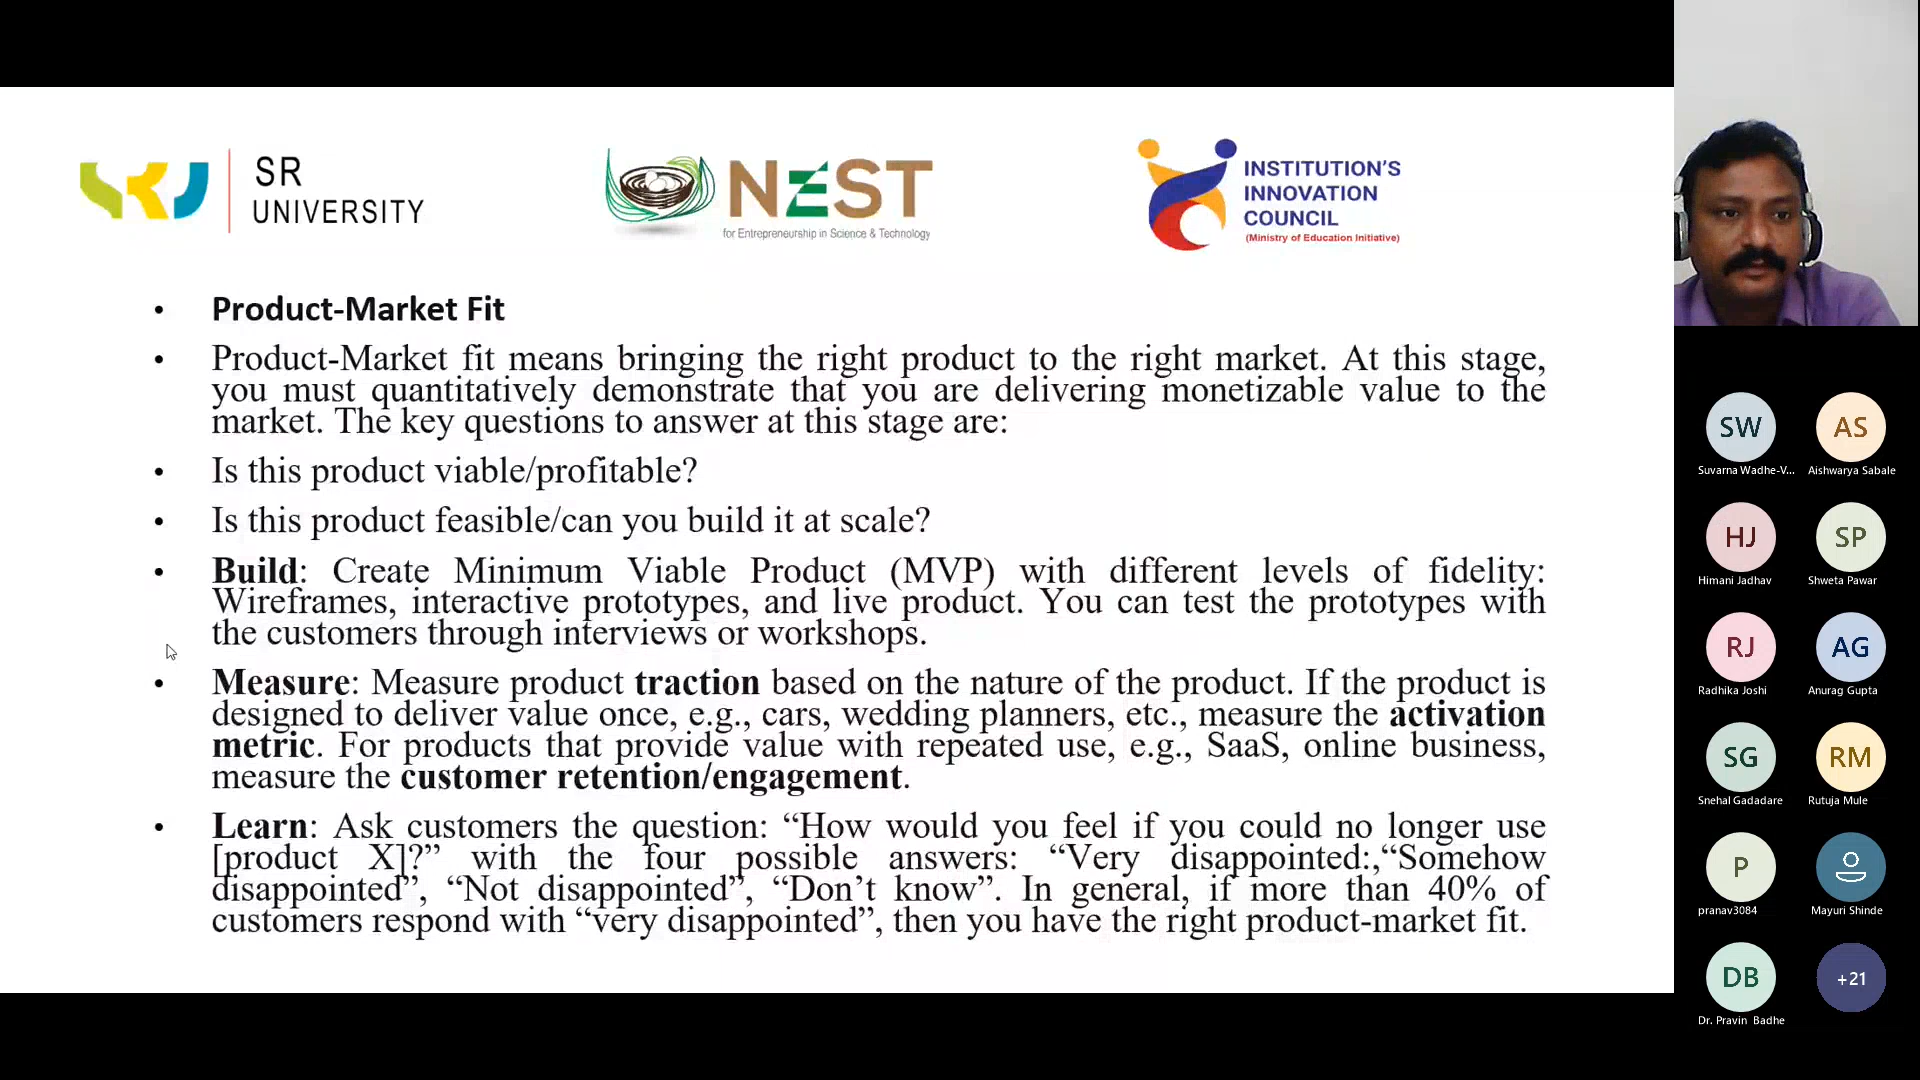 SR
UNIVERSITY
NEST
for Entrepreneurship in Science & Technology
INSTITUTION'S
INNOVATION
COUNCIL
(Ministry of Education Initiative)
• Product-Market Fit
• Product-Market fit means bringing the right product to the right market. At this stage,
you must quantitatively demonstrate that you are delivering monetizable value to the
market. The key questions to answer at this stage are:
• Is this product viable/profitable?
• Is this product feasible/can you build it at scale?
• Build: Create Minimum Viable Product (MVP) with different levels of fidelity:
Wireframes, interactive prototypes, and live product. You can test the prototypes with
the customers through interviews or workshops.
• Measure: Measure product traction based on the nature of the product. If the product is
designed to deliver value once, e.g., cars, wedding planners, etc., measure the activation
metric. For products that provide value with repeated use, e.g., SaaS, online business,
measure the customer retention/engagement.
• Learn: Ask customers the question: “How would you feel if you could no longer use
[product X]?” with the four possible answers: “Very disappointed:,“Somehow
disappointed”, “Not disappointed”, “Don’t know”. In general, if more than 40% of
customers respond with “very disappointed”, then you have the right product-market fit.
SW
Suvarna Wadhe-V...
AS
Aishwarya Sabale
HJ
Himani Jadhav
SP
Shweta Pawar
RJ
Radhika Joshi
AG
Anurag Gupta
SG
Snehal Gadadare
RM
Rutuja Mule
P
pranav3084
Mayuri Shinde
DB
Dr. Pravin Badhe
+21